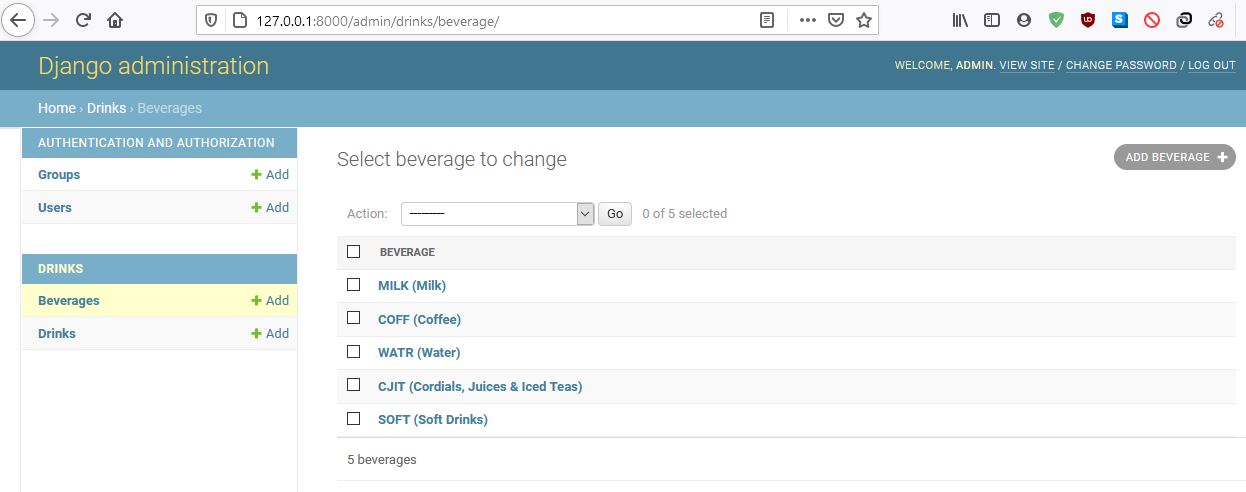 127.0.0.1:8000/admin/drinks/beverage/
Django administration
WELCOME, ADMIN. VIEW SITE / CHANGE PASSWORD / LOG OUT
Home › Drinks › Beverages
AUTHENTICATION AND AUTHORIZATION
Groups + Add
Users + Add
DRINKS
Beverages + Add
Drinks + Add
Select beverage to change
ADD BEVERAGE +
Action: --------- Go 0 of 5 selected
BEVERAGE
MILK (Milk)
COFF (Coffee)
WATR (Water)
CJIT (Cordials, Juices & Iced Teas)
SOFT (Soft Drinks)
5 beverages